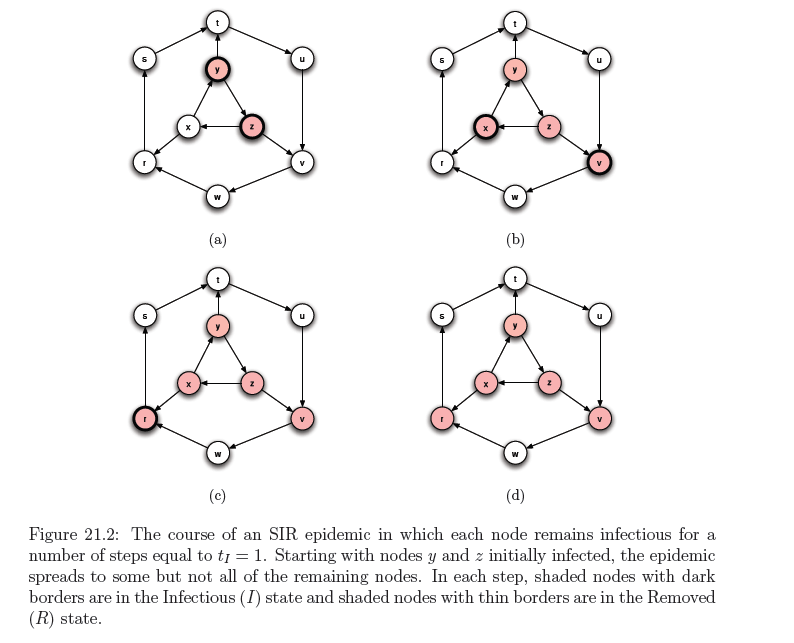 t
s
u
y
x
z
r
v
w
(a)
t
s
u
y
x
z
r
v
w
(b)
t
s
u
y
x
z
r
v
w
(c)
t
s
u
y
x
z
r
v
w
(d)
Figure 21.2: The course of an SIR epidemic in which each node remains infectious for a
number of steps equal to t_I = 1. Starting with nodes y and z initially infected, the epidemic
spreads to some but not all of the remaining nodes. In each step, shaded nodes with dark
borders are in the Infectious (I) state and shaded nodes with thin borders are in the Removed
(R) state.